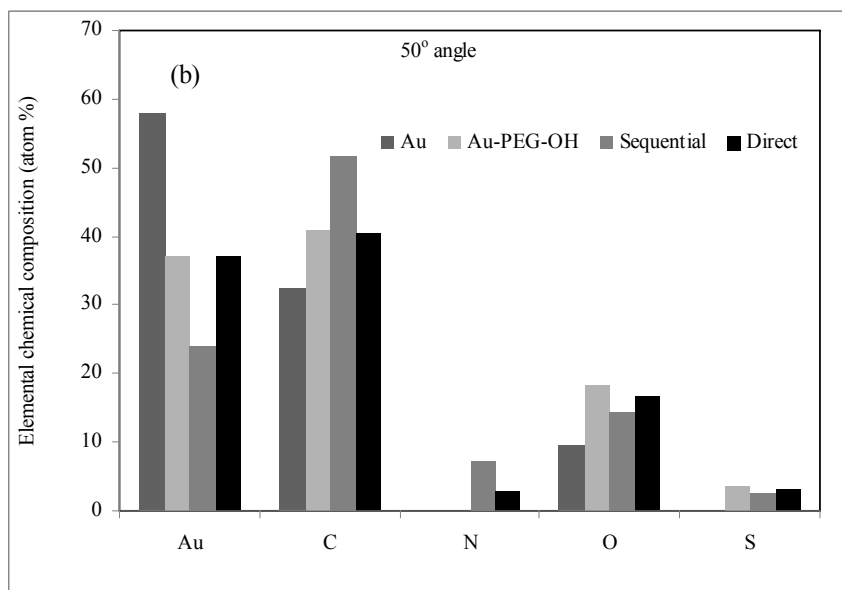 70
50° angle
(b)
60
Au Au-PEG-OH Sequential Direct
50
40
30
20
10
0
Au C N O S
Elemental chemical composition (atom %)